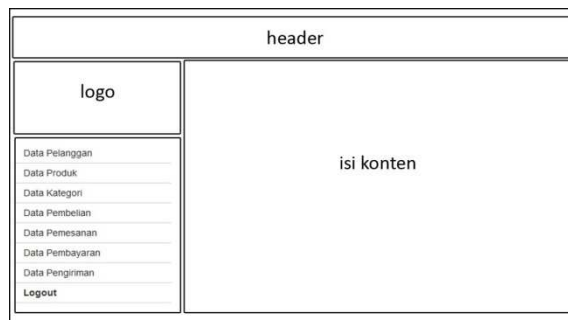 header
logo
isi konten
Data Pelanggan
Data Produk
Data Kategori
Data Pembelian
Data Pemesanan
Data Pembayaran
Data Pengiriman
Logout